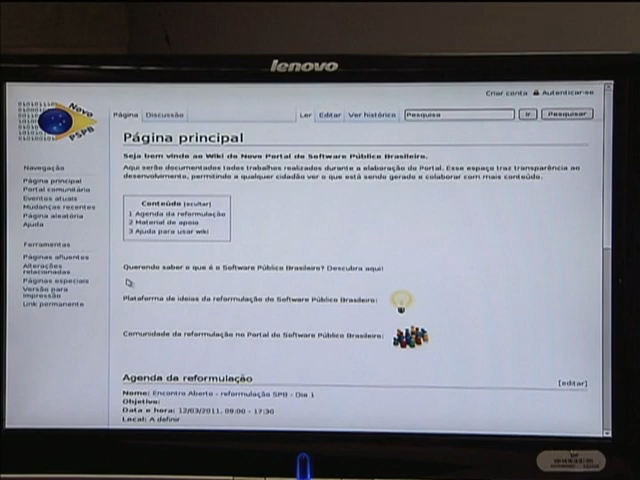 lenovo
Criar conta Autenticar-se
Novo
PSPB
Página Discussão Ler Editar Ver histórico Pesquisa Ir Pesquisar
Página principal
Seja bem vindo ao Wiki do Novo Portal do Software Público Brasileiro.
Aqui serão documentados todos trabalhos realizados durante a elaboração do Portal. Esse espaço traz transparência ao
desenvolvimento, permitindo a qualquer cidadão ver o que está sendo gerado e colaborar com mais conteúdo.
Navegação
Página principal
Portal comunitário
Eventos atuais
Mudanças recentes
Página aleatória
Ajuda
Ferramentas
Páginas afluentes
Alterações
relacionadas
Páginas especiais
Versão para
impressão
Link permanente
Conteúdo [ocultar]
1 Agenda da reformulação
2 Material de apoio
3 Ajuda para usar wiki
Querendo saber o que é o Software Público Brasileiro? Descubra aqui!
Plataforma de ideias da reformulação do Software Público Brasileiro:
Comunidade da reformulação no Portal do Software Público Brasileiro:
Agenda da reformulação [editar]
Nome: Encontro Aberto - reformulação SPB - Dia 1
Objetivo:
Data e hora: 12/03/2011, 09:00 - 17:30
Local: A definir